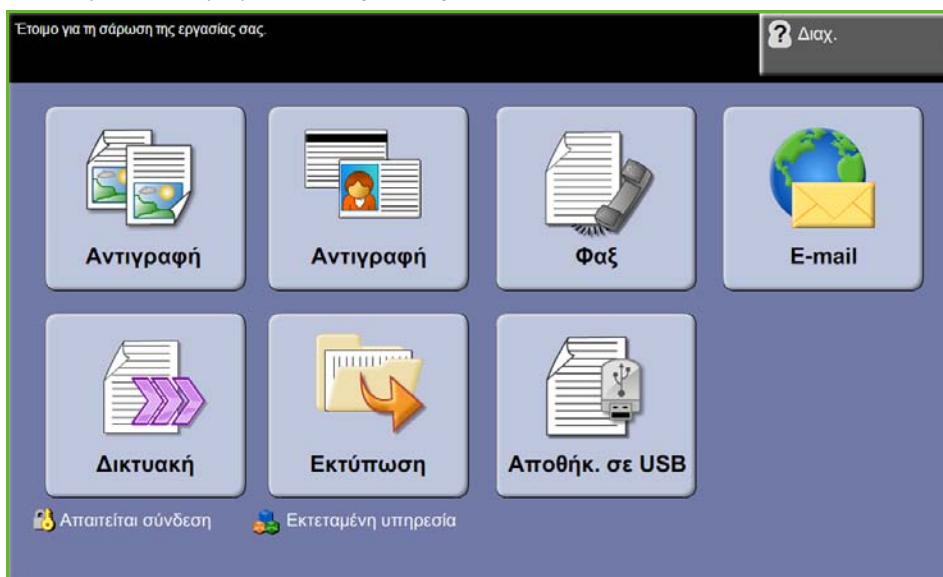 Έτοιμο για τη σάρωση της εργασίας σας.
? Διαχ.
Αντιγραφή
Αντιγραφή
Φαξ
E-mail
Δικτυακή
Εκτύπωση
Αποθήκ. σε USB
Απαιτείται σύνδεση
Εκτεταμένη υπηρεσία